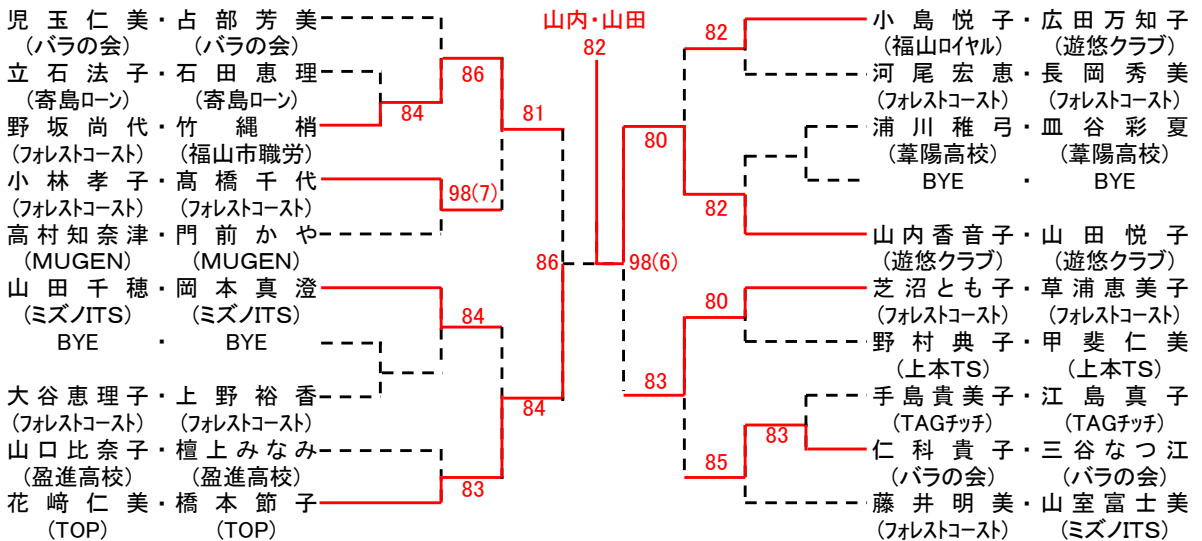 児玉仁美・占部芳美
(バラの会) (バラの会)
立石法子・石田恵理
(寄島ローン) (寄島ローン)
野坂尚代・竹縄梢
(フォレストコースト) (福山市職労)
小林孝子・髙橋千代
(フォレストコースト) (フォレストコースト)
高村知奈津・門前かや
(MUGEN) (MUGEN)
山田千穂・岡本真澄
(ミズノITS) (ミズノITS)
BYE ・ BYE
大谷恵理子・上野裕香
(フォレストコースト) (フォレストコースト)
山口比奈子・檀上みなみ
(盈進高校) (盈進高校)
花﨑仁美・橋本節子
(TOP) (TOP)
84
86
98(7)
84
83
81
84
86
山内・山田
82
98(6)
80
83
82
82
80
85
83
小島悦子・広田万知子
(福山ロイヤル) (遊悠クラブ)
河尾宏恵・長岡秀美
(フォレストコースト) (フォレストコースト)
浦川稚弓・皿谷彩夏
(葦陽高校) (葦陽高校)
BYE ・ BYE
山内香音子・山田悦子
(遊悠クラブ) (遊悠クラブ)
芝沼とも子・草浦恵美子
(フォレストコースト) (フォレストコースト)
野村典子・甲斐仁美
(上本TS) (上本TS)
手島貴美子・江島真子
(TAGチッチ) (TAGチッチ)
仁科貴子・三谷なつ江
(バラの会) (バラの会)
藤井明美・山室富士美
(フォレストコースト) (ミズノITS)